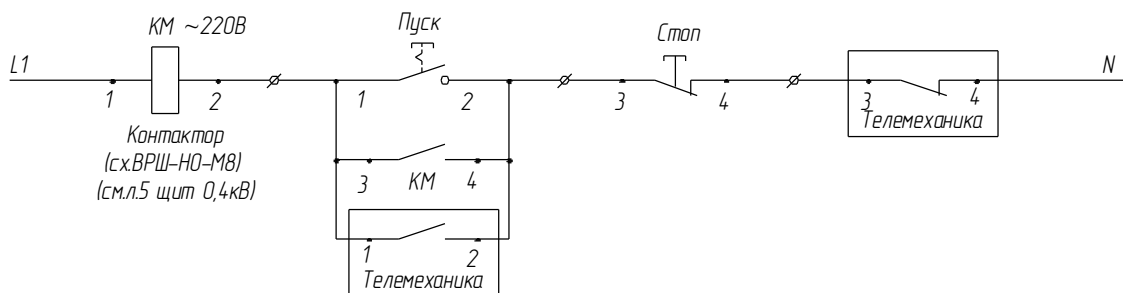 КМ ~220В
Пуск
Стоп
L1
N
1
2
1
2
3
4
3
4
Контактор
(сх.ВРШ-НО-М8)
(см.л.5 щит 0,4кВ)
Телемеханика
3
КМ
4
1
2
Телемеханика